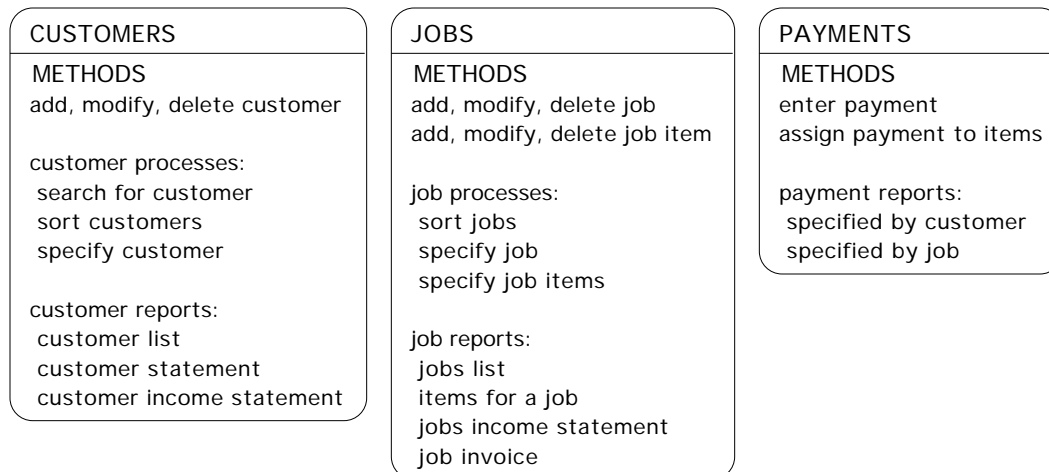 CUSTOMERS
METHODS
add, modify, delete customer
customer processes:
search for customer
sort customers
specify customer
customer reports:
customer list
customer statement
customer income statement
JOBS
METHODS
add, modify, delete job
add, modify, delete job item
job processes:
sort jobs
specify job
specify job items
job reports:
jobs list
items for a job
jobs income statement
job invoice
PAYMENTS
METHODS
enter payment
assign payment to items
payment reports:
specified by customer
specified by job